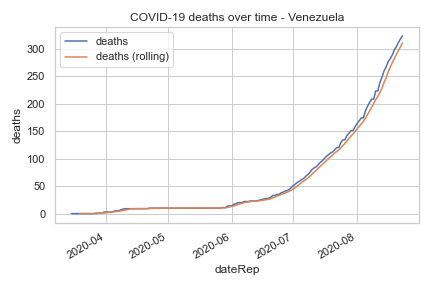 COVID-19 deaths over time - Venezuela
deaths
deaths (rolling)
deaths
300
250
200
150
100
50
0
2020-04
2020-05
2020-06
2020-07
2020-08
dateRep